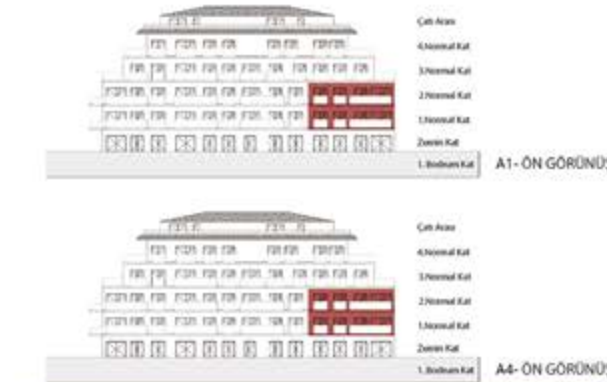 Çatı Arası
4.Normal Kat
3.Normal Kat
2.Normal Kat
1.Normal Kat
Zemin Kat
1. Bodrum Kat
A1- ÖN GÖRÜNÜŞ
Çatı Arası
4.Normal Kat
3.Normal Kat
2.Normal Kat
1.Normal Kat
Zemin Kat
1. Bodrum Kat
A4- ÖN GÖRÜNÜŞ